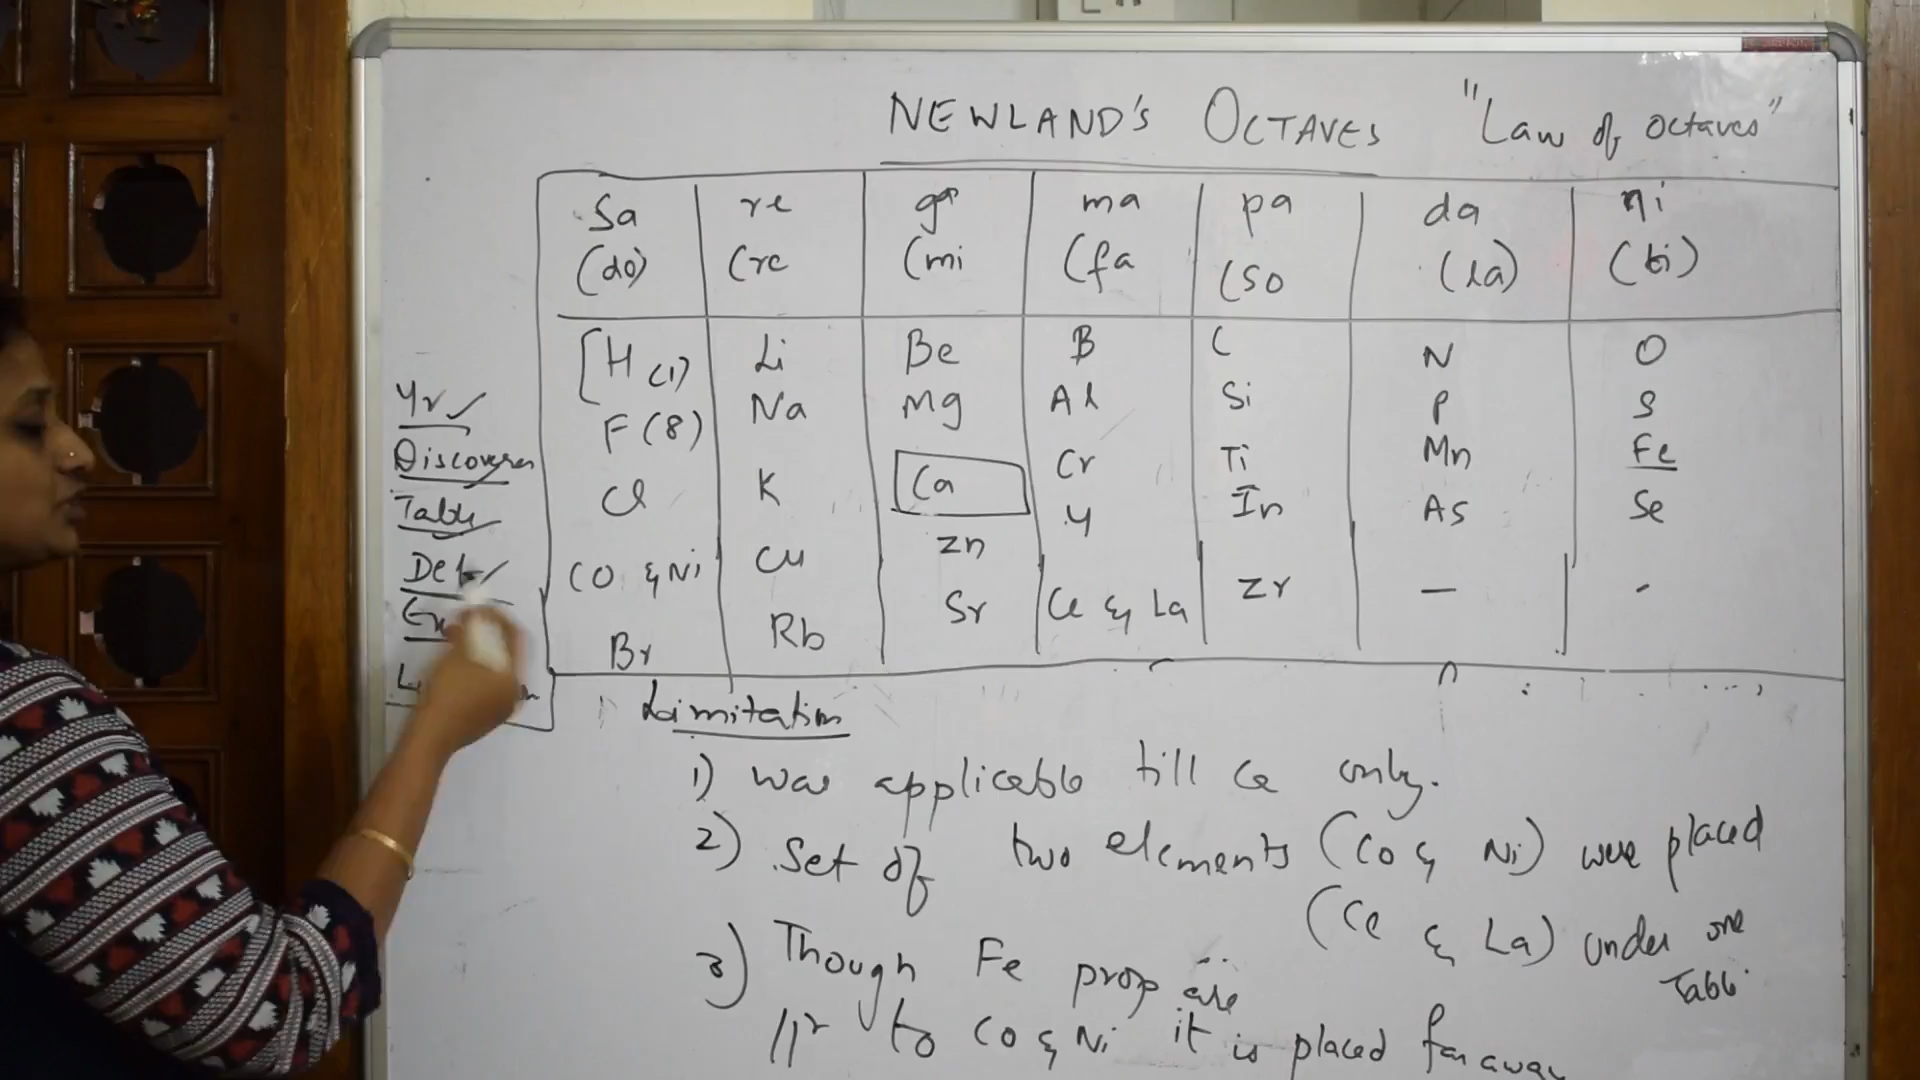 NEWLAND'S OCTAVES "Law of octaves"
Sa re ga ma pa da ni
(do) (re (mi (fa (so (la) (ti)
[H (1) Li Be B C N O
F (8) Na Mg Al Si P S
Cl K Ca Cr Ti Mn Fe
Co & Ni Cu Zn Y In As Se
Br Rb Sr Ce & La Zr — -
Yr ✓
Discoverer
Table
Def ✓
Limitation
1) was applicable till Ca only.
2) Set of two elements (Co & Ni) were placed
(Ce & La) under one
Table
3) Though Fe prop are
llr to Co & Ni it is placed far away